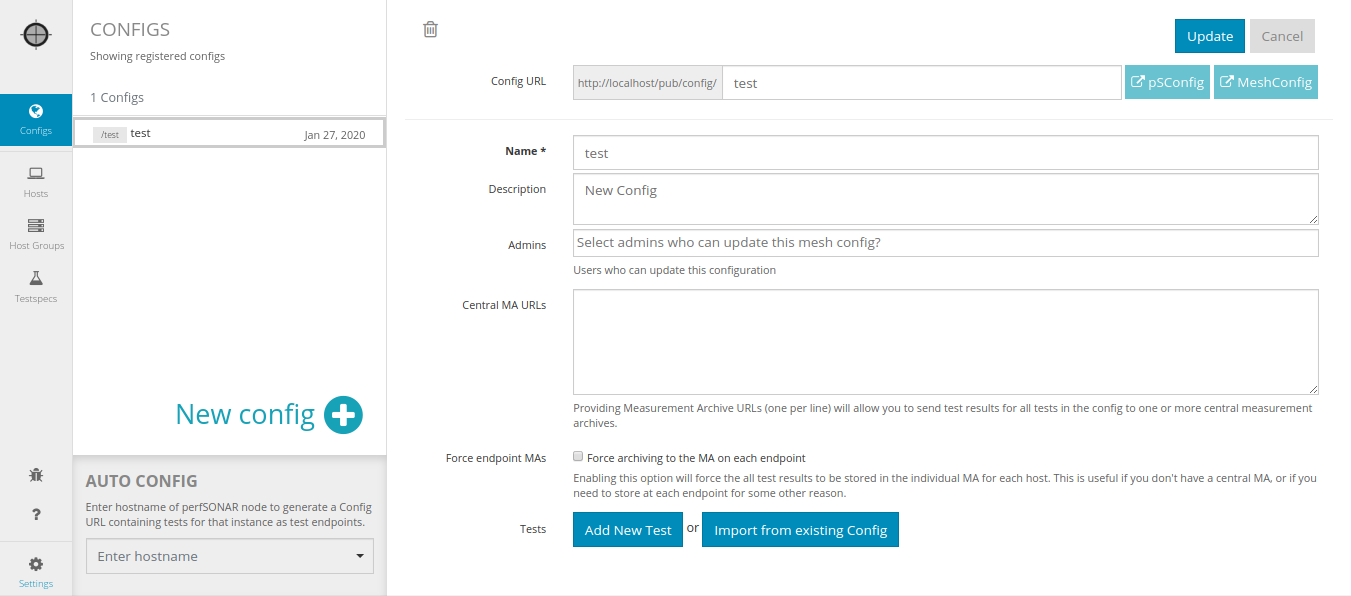 Configs
Hosts
Host Groups
Testspecs
?
Settings
CONFIGS
Showing registered configs
1 Configs
/test test Jan 27, 2020
New config
AUTO CONFIG
Enter hostname of perfSONAR node to generate a Config
URL containing tests for that instance as test endpoints.
Enter hostname
Update Cancel
Config URL http://localhost/pub/config/ test pSConfig MeshConfig
Name * test
Description New Config
Admins Select admins who can update this mesh config?
Users who can update this configuration
Central MA URLs
Providing Measurement Archive URLs (one per line) will allow you to send test results for all tests in the config to one or more central measurement
archives.
Force endpoint MAs Force archiving to the MA on each endpoint
Enabling this option will force the all test results to be stored in the individual MA for each host. This is useful if you don't have a central MA, or if you
need to store at each endpoint for some other reason.
Tests Add New Test or Import from existing Config